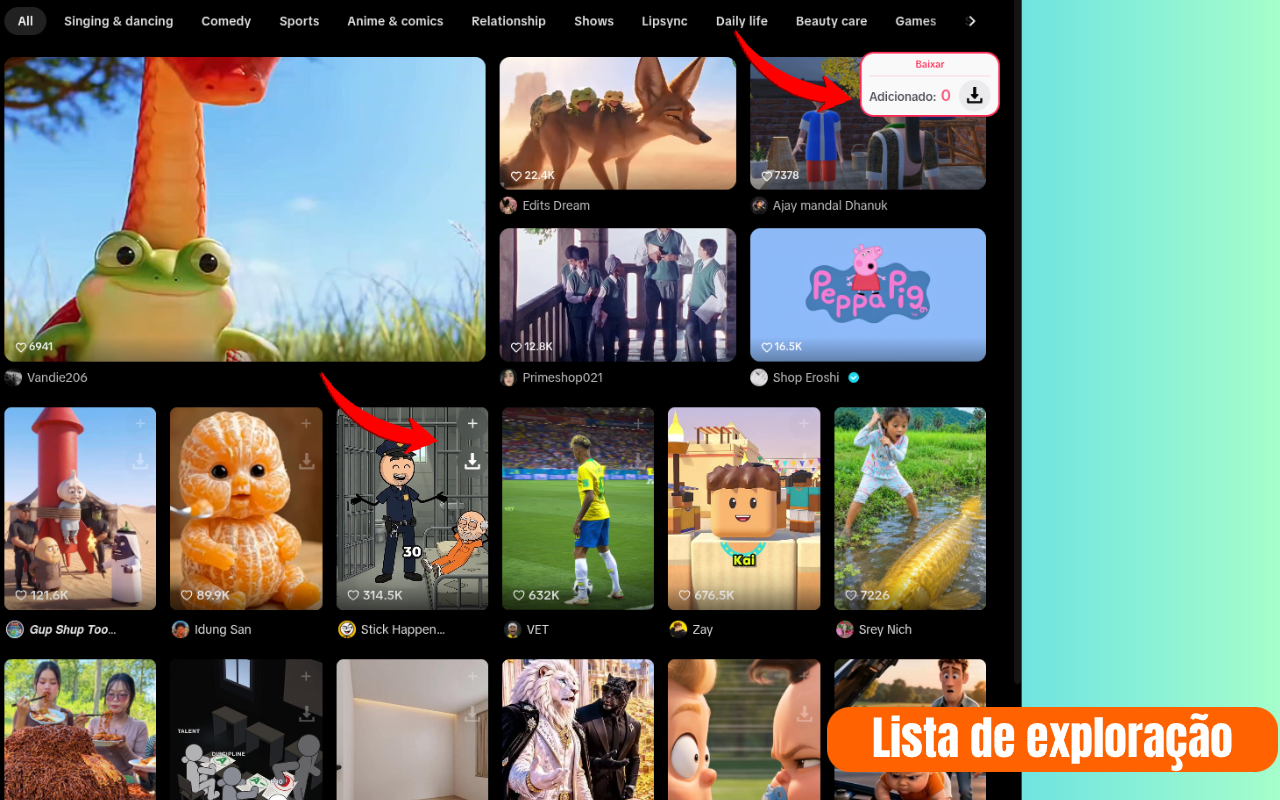 All Singing & dancing Comedy Sports Anime & comics Relationship Shows Lipsync Daily life Beauty care Games
Baixar
Adicionado: 0
6941
Vandie206
22.4K
Edits Dream
7378
Ajay mandal Dhanuk
12.8K
Primeshop021
Peppa Pig
16.5K
Shop Eroshi
121.6K
Gup Shup Too...
89.9K
Idung San
30
314.5K
Stick Happen...
632K
VET
Kai
676.5K
Zay
7226
Srey Nich
TALENT
DISCIPLINE
Lista de exploração